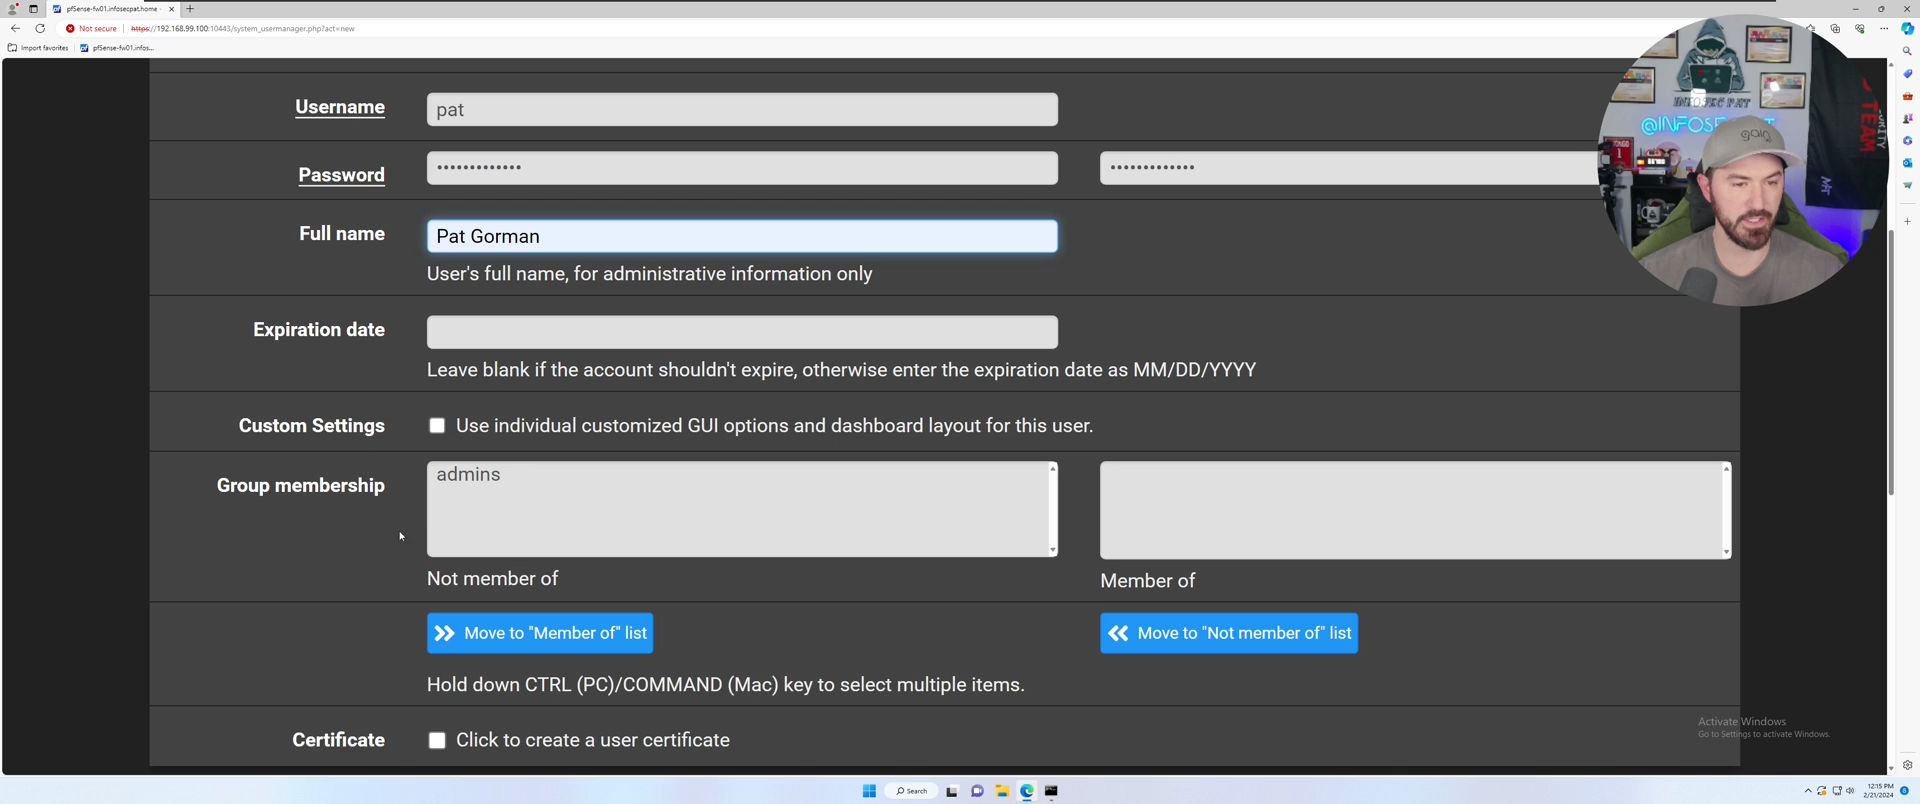 pfSense-fw01.infosecpat.home -
Not secure
https://192.168.99.100:10443/system_usermanager.php?act=new
Import favorites
pfSense-fw01.infos...
Username
pat
Password
•••••••••••••
•••••••••••••
Full name
Pat Gorman
User's full name, for administrative information only
Expiration date
Leave blank if the account shouldn't expire, otherwise enter the expiration date as MM/DD/YYYY
Custom Settings
Use individual customized GUI options and dashboard layout for this user.
Group membership
admins
Not member of
Member of
Move to "Member of" list
Move to "Not member of" list
Hold down CTRL (PC)/COMMAND (Mac) key to select multiple items.
Certificate
Click to create a user certificate
INFOSEC PAT
@INFOSE
TEAM
gain
Activate Windows
Go to Settings to activate Windows.
Search
12:15 PM
2/21/2024